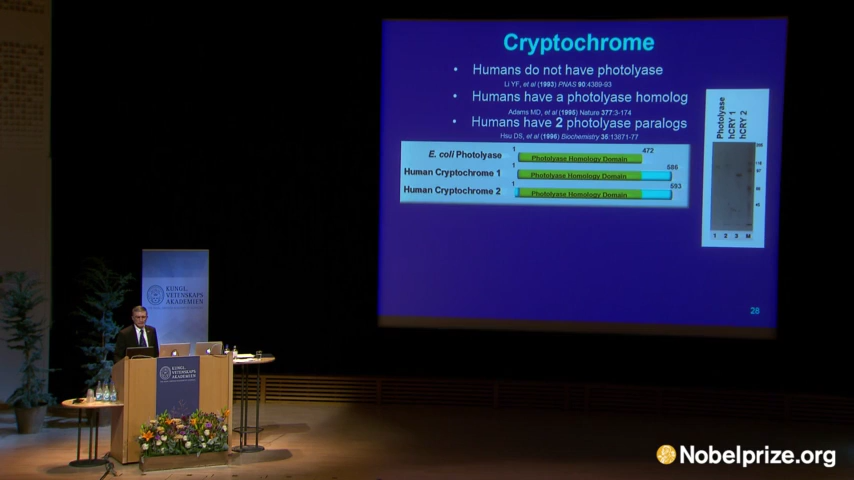 Cryptochrome
• Humans do not have photolyase
Li YF, et al (1993) PNAS 90:4389-93
• Humans have a photolyase homolog
Adams MD, et al (1995) Nature 377:3-174
• Humans have 2 photolyase paralogs
Hsu DS, et al (1996) Biochemistry 35:13871-77
Photolyase
hCRY 1
hCRY 2
1 2 3 M
1 472
E. coli Photolyase Photolyase Homology Domain
1 586
Human Cryptochrome 1 Photolyase Homology Domain
1 593
Human Cryptochrome 2 Photolyase Homology Domain
28
KUNGL.
VETENSKAPS
AKADEMIEN
KUNGL.
VETENSKAPS
AKADEMIEN
Nobelprize.org